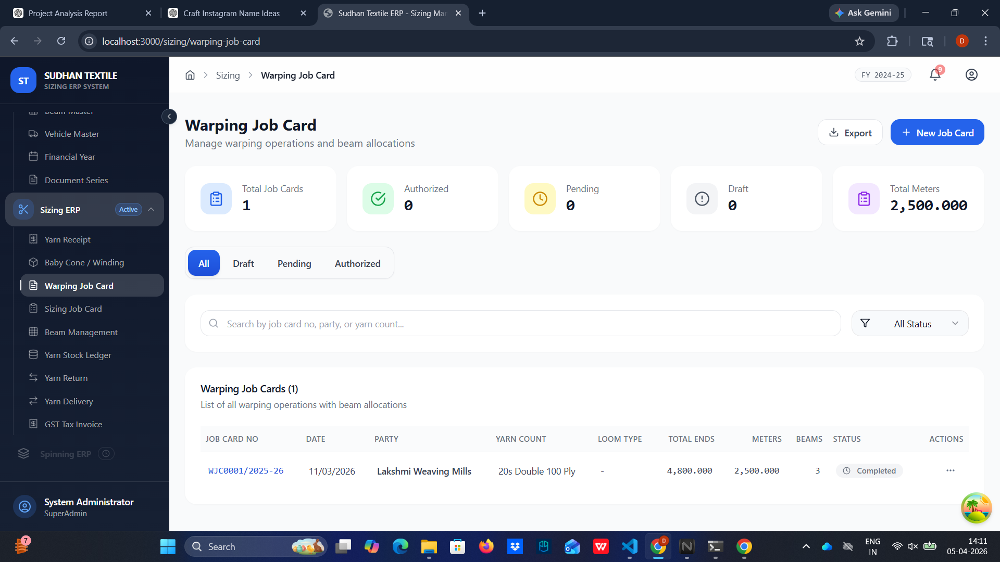 Project Analysis Report
Craft Instagram Name Ideas
Sudhan Textile ERP - Sizing Mar
Ask Gemini
localhost:3000/sizing/warping-job-card
D
ST
SUDHAN TEXTILE
SIZING ERP SYSTEM
Beam Master
Vehicle Master
Financial Year
Document Series
Sizing ERP
Active
Yarn Receipt
Baby Cone / Winding
Warping Job Card
Sizing Job Card
Beam Management
Yarn Stock Ledger
Yarn Return
Yarn Delivery
GST Tax Invoice
Spinning ERP
System Administrator
SuperAdmin
Sizing
Warping Job Card
FY 2024-25
9
Warping Job Card
Manage warping operations and beam allocations
Export
New Job Card
Total Job Cards
1
Authorized
0
Pending
0
Draft
0
Total Meters
2,500.000
All
Draft
Pending
Authorized
Search by job card no, party, or yarn count...
All Status
Warping Job Cards (1)
List of all warping operations with beam allocations
JOB CARD NO DATE PARTY YARN COUNT LOOM TYPE TOTAL ENDS METERS BEAMS STATUS ACTIONS
WJC0001/2025-26 11/03/2026 Lakshmi Weaving Mills 20s Double 100 Ply - 4,800.000 2,500.000 3 Completed ...
7
Search
D
ENG
IN
14:11
05-04-2026